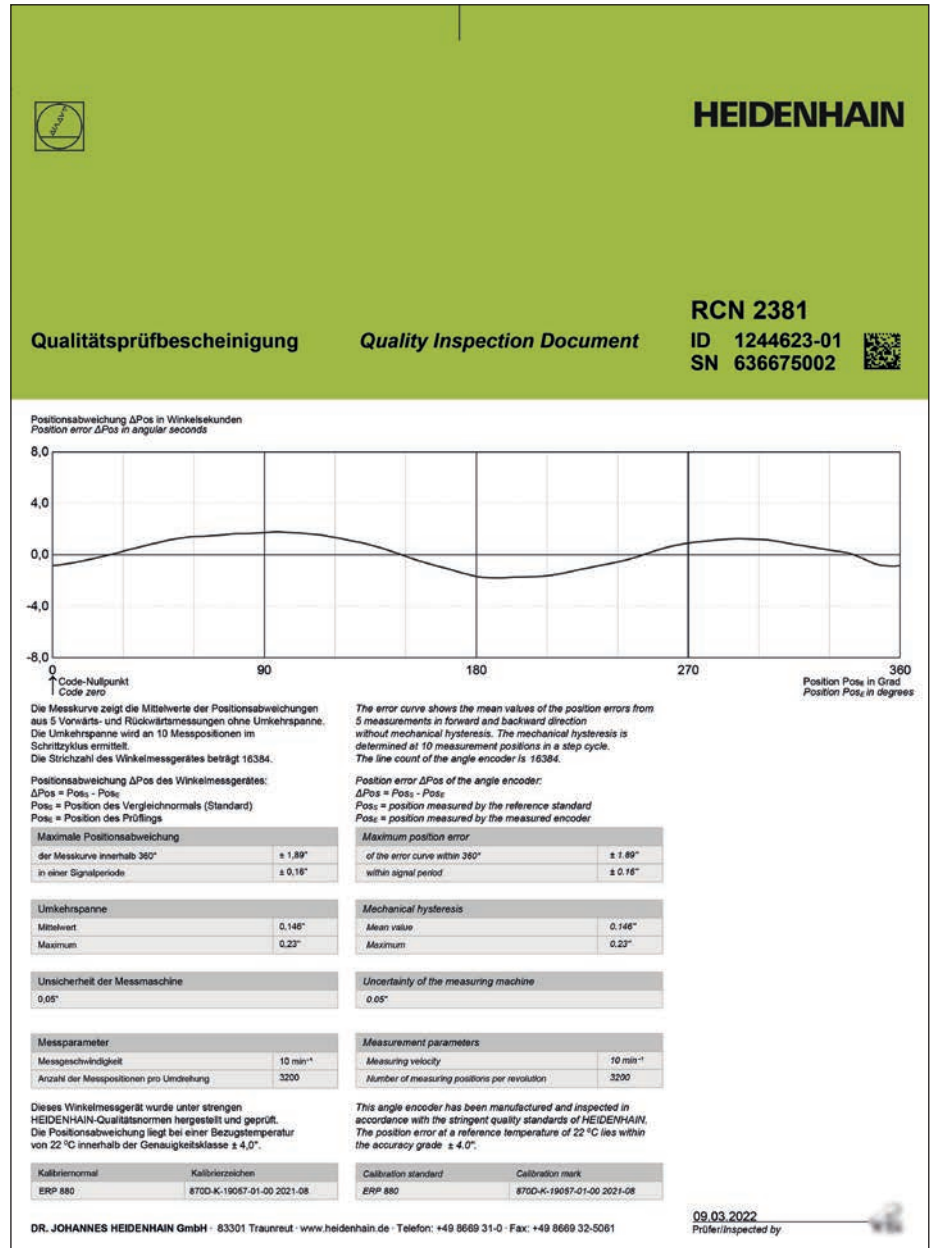 HEIDENHAIN
RCN 2381
Qualitätsprüfbescheinigung
Quality Inspection Document
ID 1244623-01
SN 636675002
Positionsabweichung ΔPos in Winkelsekunden
Position error ΔPos in angular seconds
8,0
4,0
0,0
-4,0
-8,0
0
90
180
270
360
Code-Nullpunkt
Code zero
Position PosE in Grad
Position PosE in degrees
Die Messkurve zeigt die Mittelwerte der Positionsabweichungen
aus 5 Vorwärts- und Rückwärtsmessungen ohne Umkehrspanne.
Die Umkehrspanne wird an 10 Messpositionen im
Schrittzyklus ermittelt.
Die Strichzahl des Winkelmessgerätes beträgt 16384.
Positionsabweichung ΔPos des Winkelmessgerätes:
ΔPos = PosS - PosE
PosS = Position des Vergleichnormals (Standard)
PosE = Position des Prüflings
The error curve shows the mean values of the position errors from
5 measurements in forward and backward direction
without mechanical hysteresis. The mechanical hysteresis is
determined at 10 measurement positions in a step cycle.
The line count of the angle encoder is 16384.
Position error ΔPos of the angle encoder:
ΔPos = PosS - PosE
PosS = position measured by the reference standard
PosE = position measured by the measured encoder
Maximale Positionsabweichung
der Messkurve innerhalb 360° ± 1,89"
in einer Signalperiode ± 0,16"
Maximum position error
of the error curve within 360° ± 1.89"
within signal period ± 0.16"
Umkehrspanne
Mittelwert 0,146"
Maximum 0,23"
Mechanical hysteresis
Mean value 0.146"
Maximum 0.23"
Unsicherheit der Messmaschine
0,05"
Uncertainty of the measuring machine
0.05"
Messparameter
Messgeschwindigkeit 10 min⁻¹
Anzahl der Messpositionen pro Umdrehung 3200
Measurement parameters
Measuring velocity 10 min⁻¹
Number of measuring positions per revolution 3200
Dieses Winkelmessgerät wurde unter strengen
HEIDENHAIN-Qualitätsnormen hergestellt und geprüft.
Die Positionsabweichung liegt bei einer Bezugstemperatur
von 22 ⁰C innerhalb der Genauigkeitsklasse ± 4,0".
This angle encoder has been manufactured and inspected in
accordance with the stringent quality standards of HEIDENHAIN.
The position error at a reference temperature of 22 ⁰C lies within
the accuracy grade ± 4.0".
Kalibriernormal Kalibrierzeichen
ERP 880 870D-K-19057-01-00 2021-08
Calibration standard Calibration mark
ERP 880 870D-K-19057-01-00 2021-08
DR. JOHANNES HEIDENHAIN GmbH · 83301 Traunreut · www.heidenhain.de · Telefon: +49 8669 31-0 · Fax: +49 8669 32-5061
09.03.2022
Prüfer/Inspected by